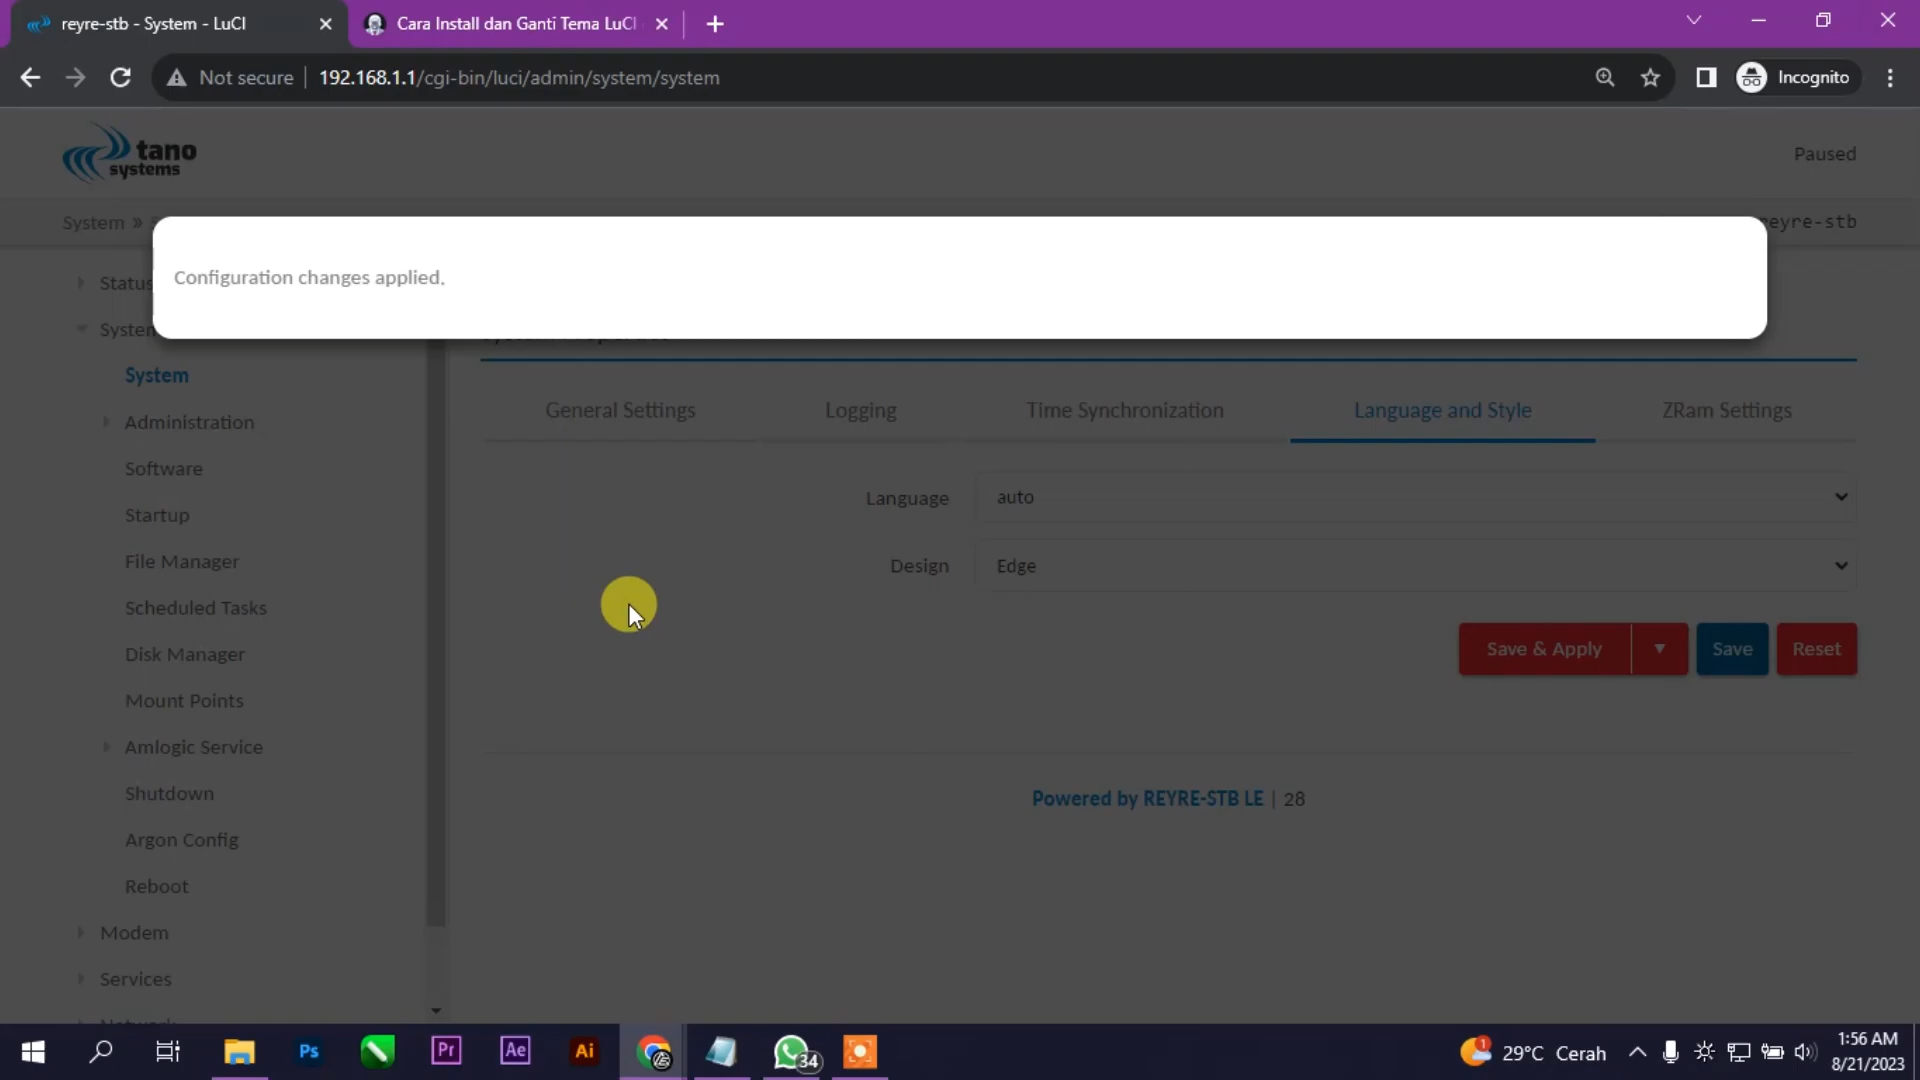 reyre-stb - System - LuCI
Cara Install dan Ganti Tema LuCI
Not secure
192.168.1.1/cgi-bin/luci/admin/system/system
Incognito
tano
systems
Paused
System »
reyre-stb
Configuration changes applied.
Status
System
System
Administration
Software
Startup
File Manager
Scheduled Tasks
Disk Manager
Mount Points
Amlogic Service
Shutdown
Argon Config
Reboot
Modem
Services
Network
General Settings
Logging
Time Synchronization
Language and Style
ZRam Settings
Language
auto
Design
Edge
Save & Apply
Save
Reset
Powered by REYRE-STB LE | 28
Ps
Pr
Ae
Ai
34
1
29°C Cerah
1:56 AM
8/21/2023